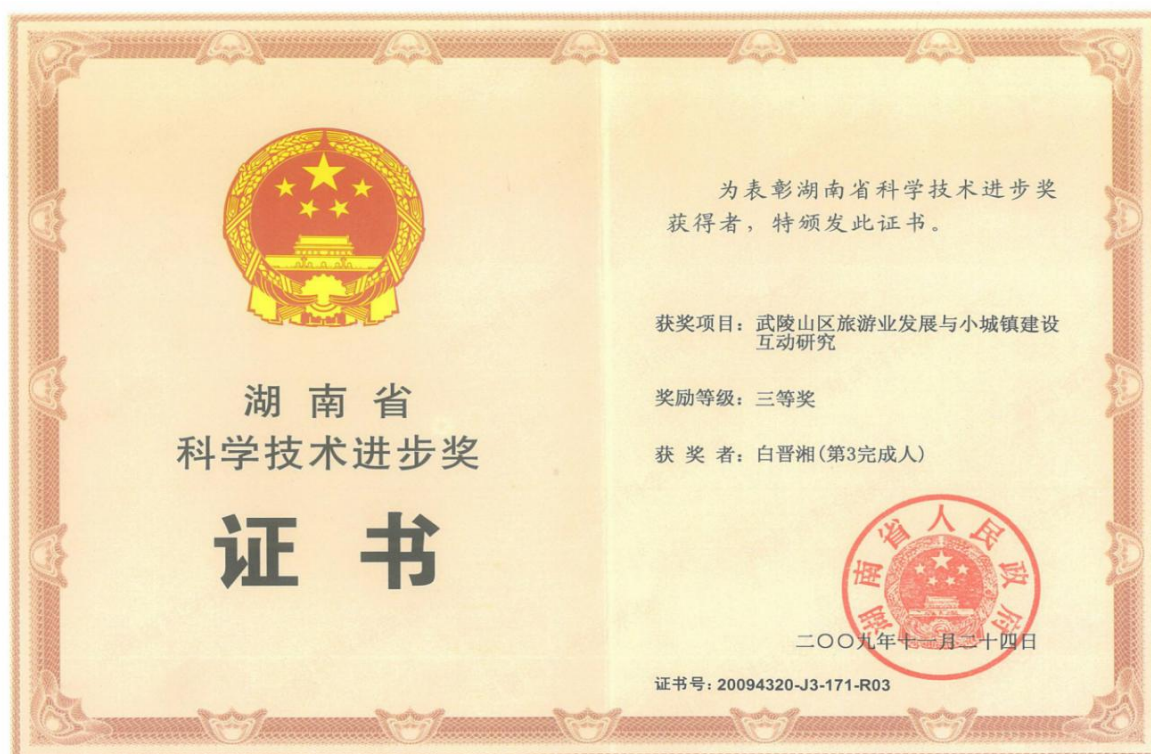 湖南省
科学技术进步奖
证书
为表彰湖南省科学技术进步奖
获得者，特颁发此证书。
获奖项目：武陵山区旅游业发展与小城镇建设
互动研究
奖励等级：三等奖
获奖者：白晋湘(第3完成人)
湖南省人民政府
二〇〇九年十一月二十四日
证书号：20094320-J3-171-R03